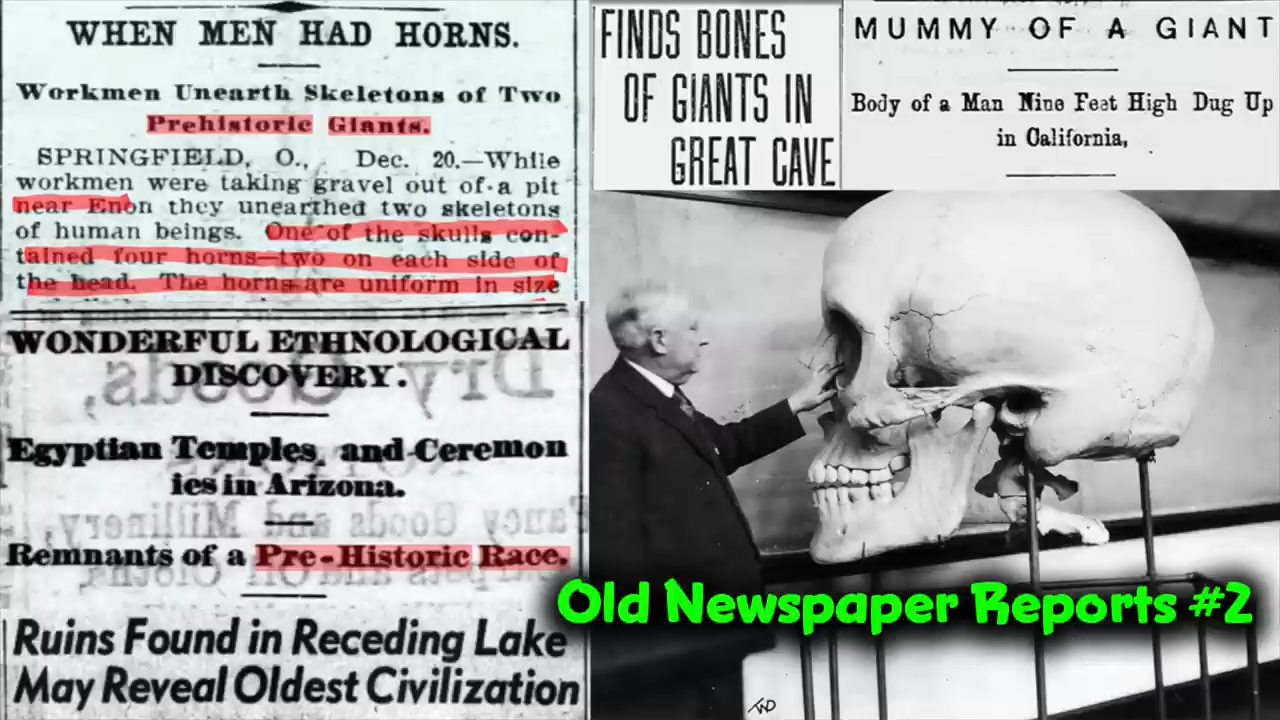 WHEN MEN HAD HORNS.
Workmen Unearth Skeletons of Two
Prehistoric Giants.
SPRINGFIELD, O., Dec. 20.—While
workmen were taking gravel out of a pit
near Enon they unearthed two skeletons
of human beings. One of the skulls con-
tained four horns—two on each side of
the head. The horns are uniform in size
WONDERFUL ETHNOLOGICAL
DISCOVERY.
Egyptian Temples, and Ceremon
ies in Arizona.
Remnants of a Pre-Historic Race.
Ruins Found in Receding Lake
May Reveal Oldest Civilization
FINDS BONES
OF GIANTS IN
GREAT CAVE
MUMMY OF A GIANT
Body of a Man Nine Feet High Dug Up
in California,
Old Newspaper Reports #2
TWD